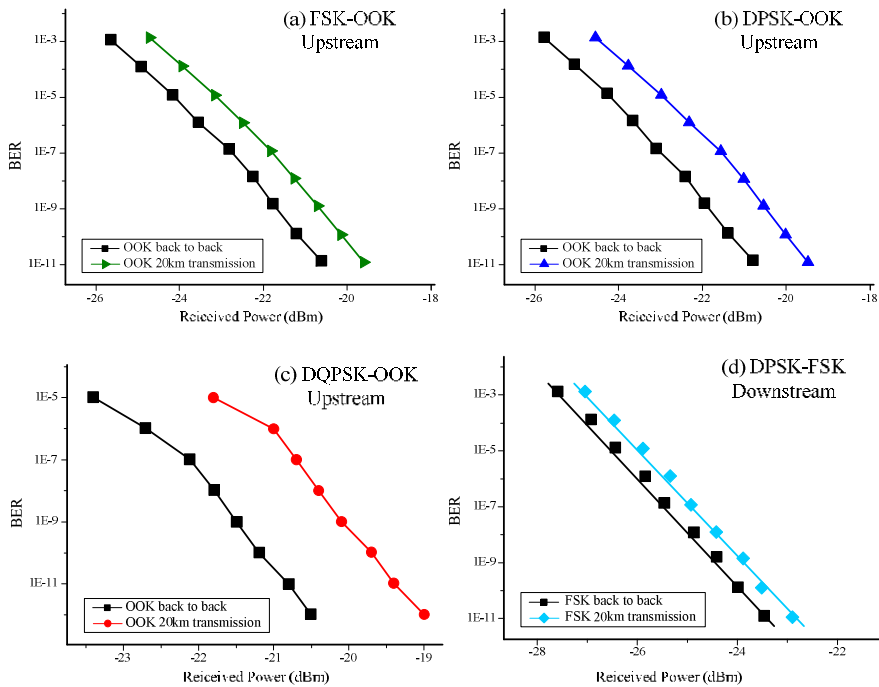 (a) FSK-OOK
Upstream
1E-3
1E-5
1E-7
1E-9
1E-11
BER
OOK back to back
OOK 20km transmission
-26
-24
-22
-20
-18
Reiceived Power (dBm)
(b) DPSK-OOK
Upstream
1E-3
1E-5
1E-7
1E-9
1E-11
BER
OOK back to back
OOK 20km transmission
-26
-24
-22
-20
-18
Reiceived Power (dBm)
(c) DQPSK-OOK
Upstream
1E-5
1E-7
1E-9
1E-11
BER
OOK back to back
OOK 20km transmission
-23
-22
-21
-20
-19
Reiceived Power (dBm)
(d) DPSK-FSK
Downstream
1E-3
1E-5
1E-7
1E-9
1E-11
BER
FSK back to back
FSK 20km transmission
-28
-26
-24
-22
Reiceived Power (dBm)